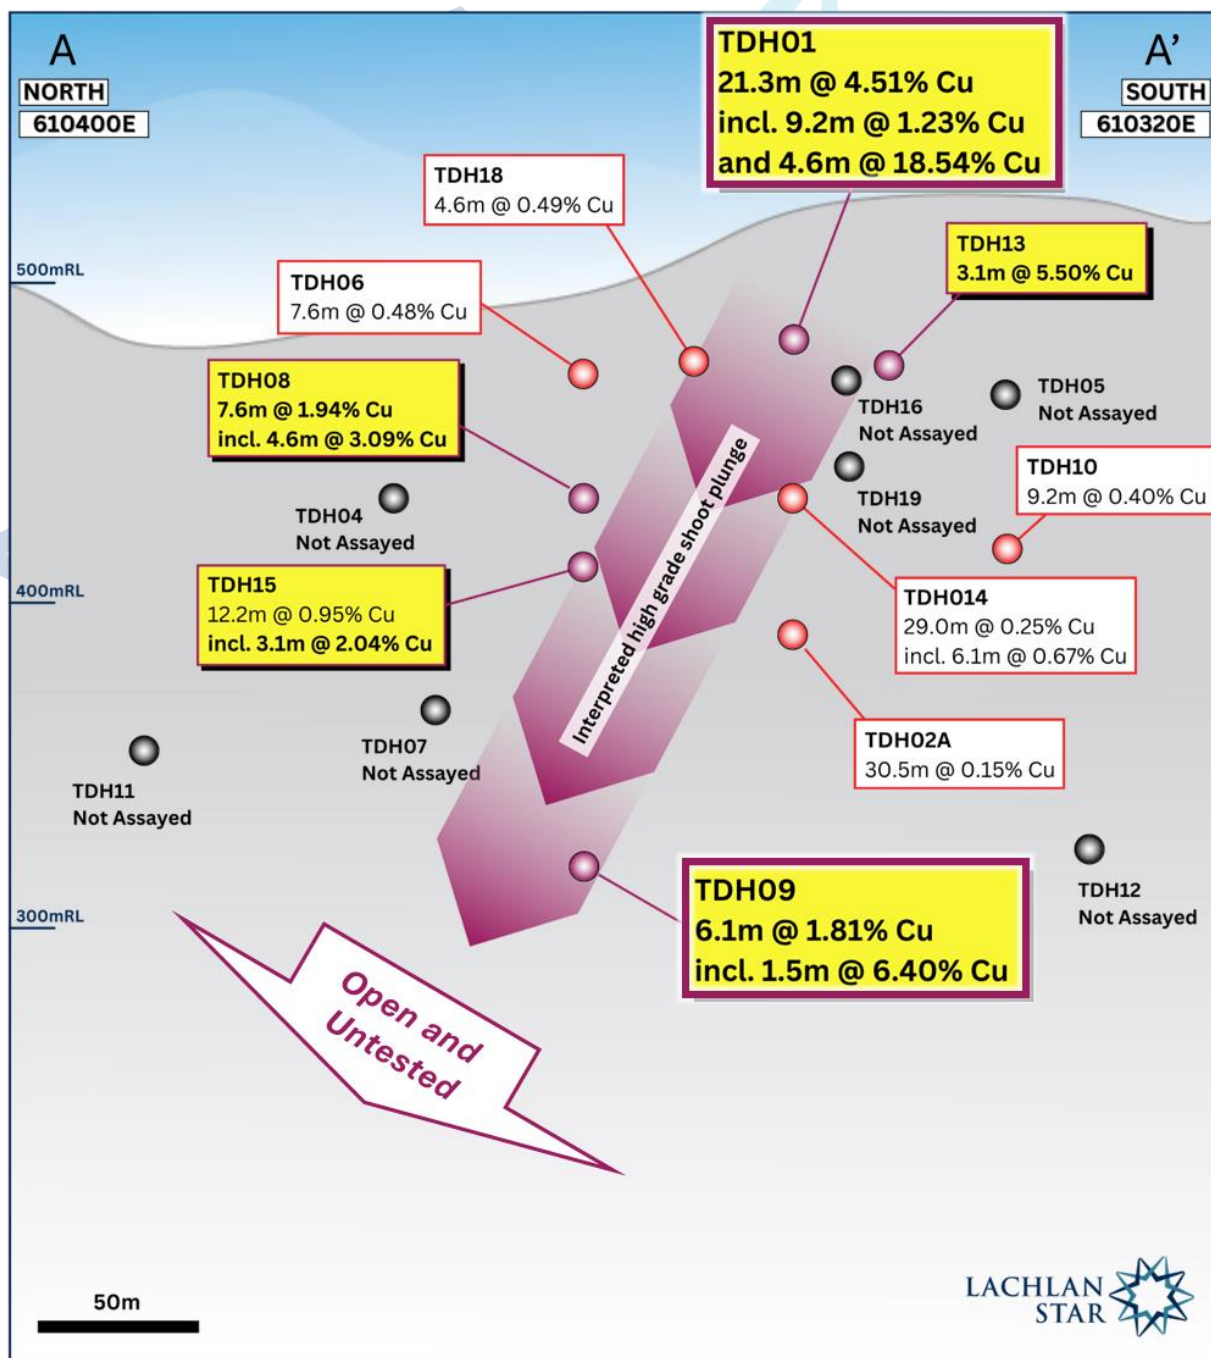 A
NORTH
610400E
A’
SOUTH
610320E
TDH01
21.3m @ 4.51% Cu
incl. 9.2m @ 1.23% Cu
and 4.6m @ 18.54% Cu
TDH18
4.6m @ 0.49% Cu
TDH13
3.1m @ 5.50% Cu
500mRL
TDH06
7.6m @ 0.48% Cu
TDH08
7.6m @ 1.94% Cu
incl. 4.6m @ 3.09% Cu
TDH16
Not Assayed
TDH05
Not Assayed
TDH10
9.2m @ 0.40% Cu
TDH19
Not Assayed
TDH04
Not Assayed
Interpreted high grade shoot plunge
400mRL
TDH15
12.2m @ 0.95% Cu
incl. 3.1m @ 2.04% Cu
TDH014
29.0m @ 0.25% Cu
incl. 6.1m @ 0.67% Cu
TDH07
Not Assayed
TDH02A
30.5m @ 0.15% Cu
TDH11
Not Assayed
300mRL
TDH09
6.1m @ 1.81% Cu
incl. 1.5m @ 6.40% Cu
TDH12
Not Assayed
Open and
Untested
50m
LACHLAN
STAR